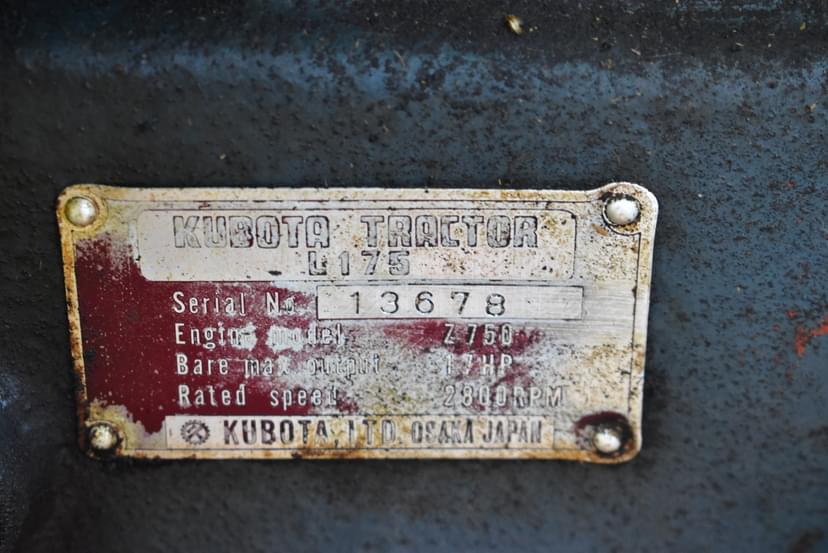 KUBOTA TRACTOR
L175
Serial No 13678
Engine model Z750
Bare max output 17HP
Rated speed 2800RPM
KUBOTA, LTD. OSAKA JAPAN